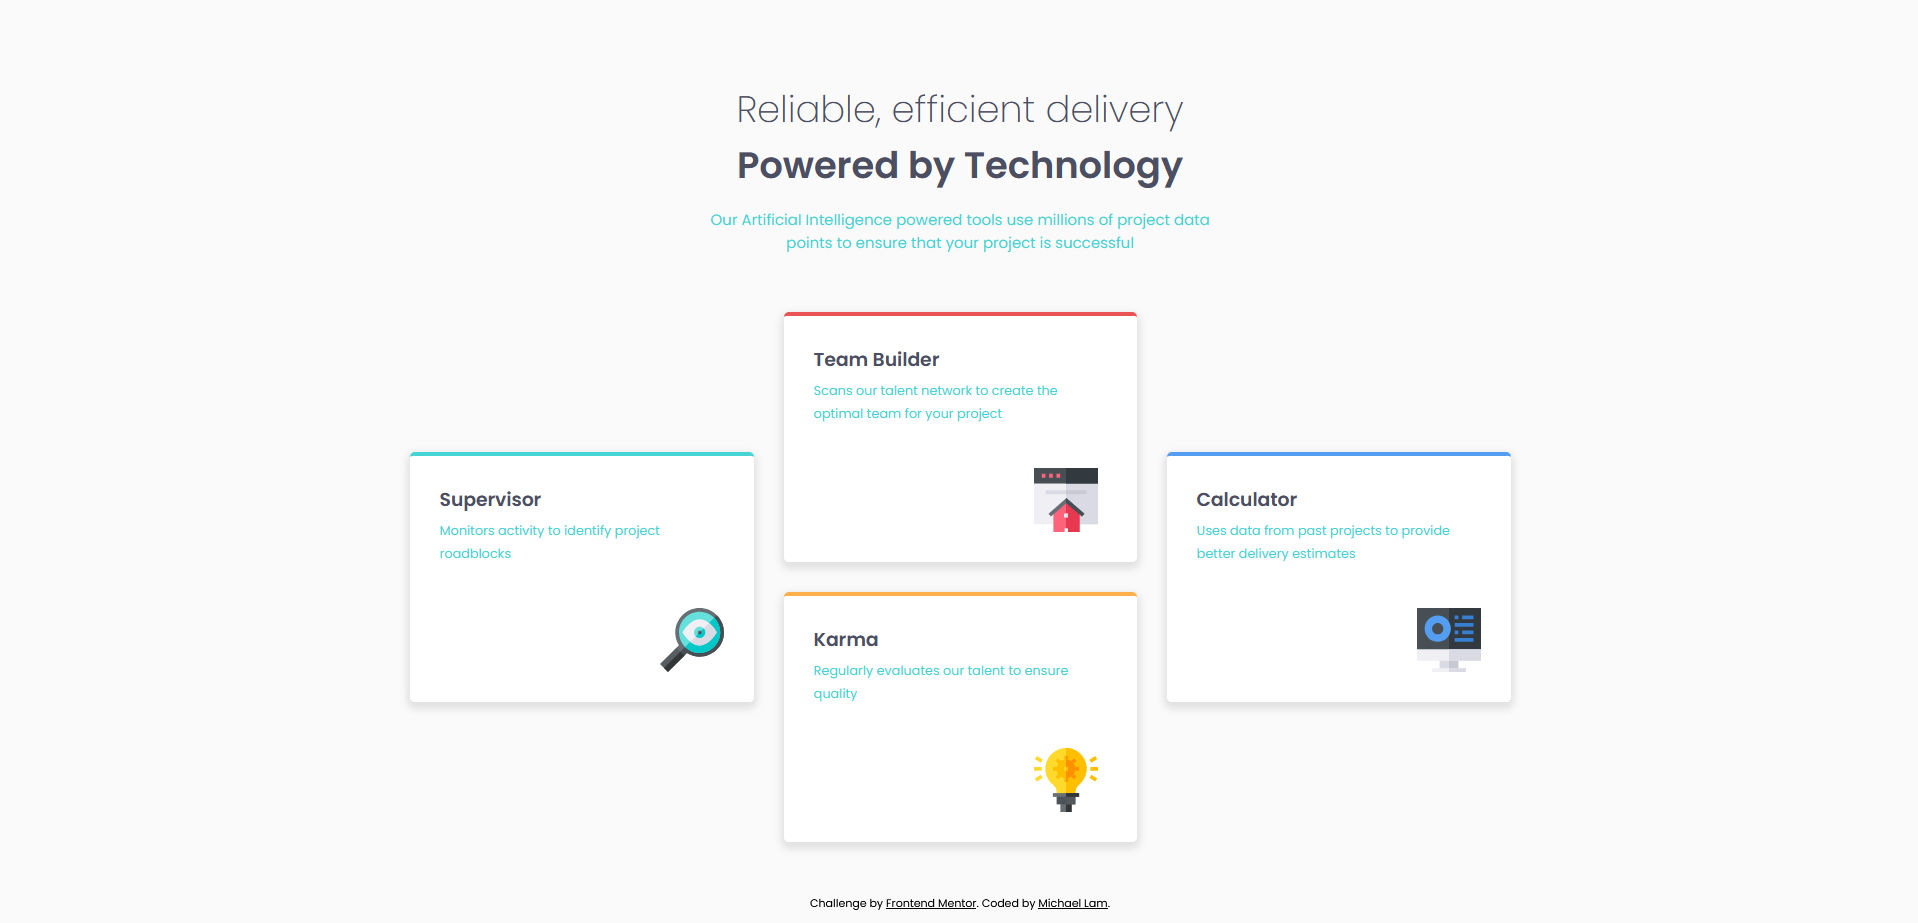 Reliable, efficient delivery
Powered by Technology
Our Artificial Intelligence powered tools use millions of project data
points to ensure that your project is successful
Supervisor
Monitors activity to identify project
roadblocks
Team Builder
Scans our talent network to create the
optimal team for your project
Karma
Regularly evaluates our talent to ensure
quality
Calculator
Uses data from past projects to provide
better delivery estimates
Challenge by Frontend Mentor. Coded by Michael Lam.